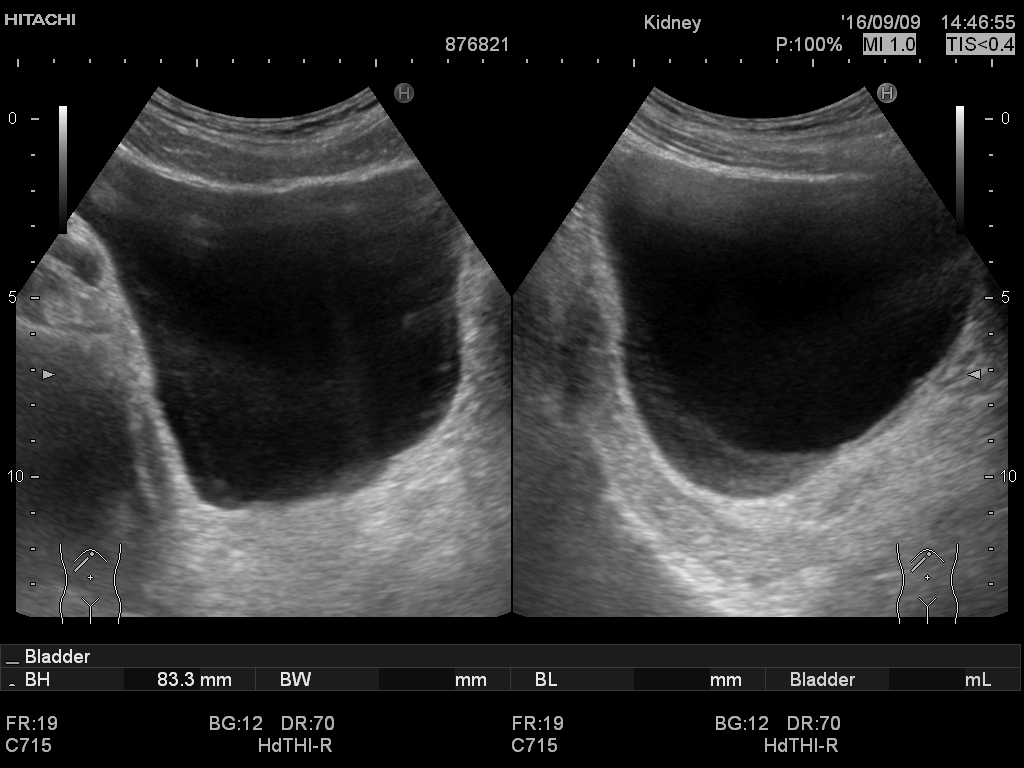 HITACHI
Kidney '16/09/09 14:46:55
876821 P:100% MI 1.0 TIS<0.4
H H
0 0
5 5
10 10
Bladder
BH 83.3 mm BW mm BL mm Bladder mL
FR:19 BG:12 DR:70 FR:19 BG:12 DR:70
C715 HdTHI-R C715 HdTHI-R